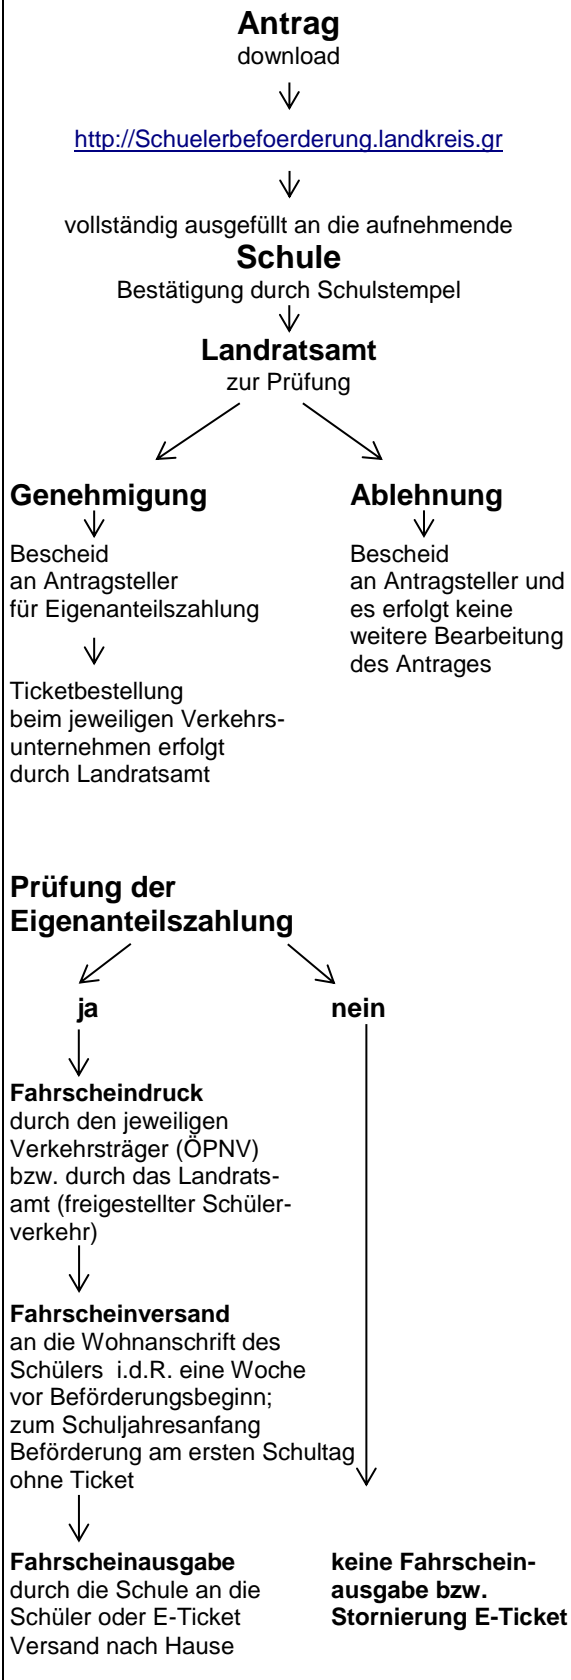 Antrag
download
http://Schuelerbefoerderung.landkreis.gr
vollständig ausgefüllt an die aufnehmende
Schule
Bestätigung durch Schulstempel
Landratsamt
zur Prüfung
Genehmigung
Bescheid
an Antragsteller
für Eigenanteilszahlung
Ticketbestellung
beim jeweiligen Verkehrs-
unternehmen erfolgt
durch Landratsamt
Ablehnung
Bescheid
an Antragsteller und
es erfolgt keine
weitere Bearbeitung
des Antrages
Prüfung der
Eigenanteilszahlung
ja
Fahrscheindruck
durch den jeweiligen
Verkehrsträger (ÖPNV)
bzw. durch das Landrats-
amt (freigestellter Schüler-
verkehr)
Fahrscheinversand
an die Wohnanschrift des
Schülers i.d.R. eine Woche
vor Beförderungsbeginn;
zum Schuljahresanfang
Beförderung am ersten Schultag
ohne Ticket
Fahrscheinausgabe
durch die Schule an die
Schüler oder E-Ticket
Versand nach Hause
nein
keine Fahrschein-
ausgabe bzw.
Stornierung E-Ticket